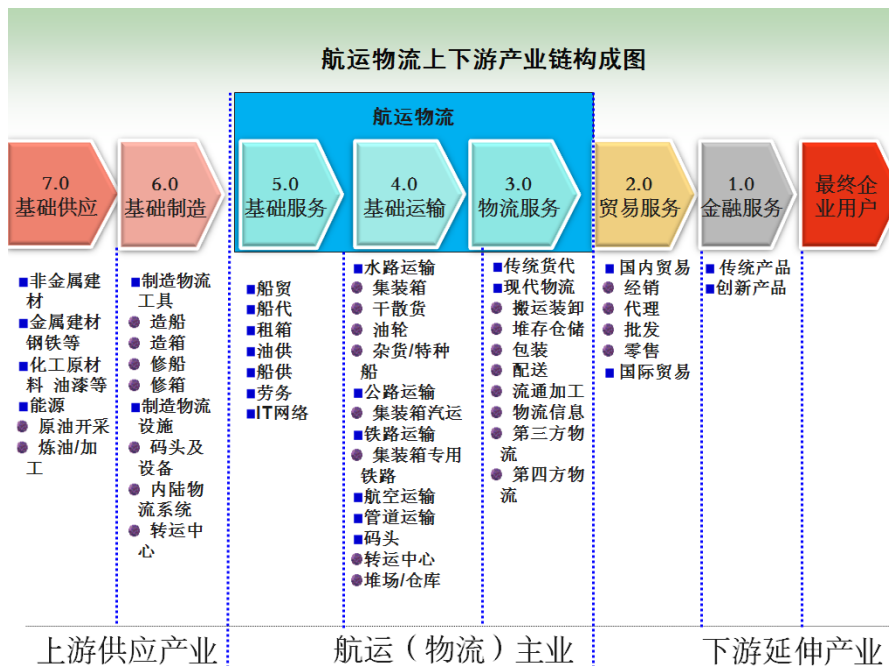 航运物流上下游产业链构成图
航运物流
7.0
基础供应
6.0
基础制造
5.0
基础服务
4.0
基础运输
3.0
物流服务
2.0
贸易服务
1.0
金融服务
最终企
业用户
非金属建
材
金属建材
钢铁等
化工原材
料 油漆等
能源
原油开采
炼油/加
工
制造物流
工具
造船
造箱
修船
修箱
制造物流
设施
码头及
设备
内陆物
流系统
转运中
心
船贸
船代
租箱
油供
船供
劳务
IT网络
水路运输
集装箱
干散货
油轮
杂货/特种
船
公路运输
集装箱汽运
铁路运输
集装箱专用
铁路
航空运输
管道运输
码头
转运中心
堆场/仓库
传统货代
现代物流
搬运装卸
堆存仓储
包装
配送
流通加工
物流信息
第三方物
流
第四方物
流
国内贸易
经销
代理
批发
零售
国际贸易
传统产品
创新产品
上游供应产业
航运（物流）主业
下游延伸产业